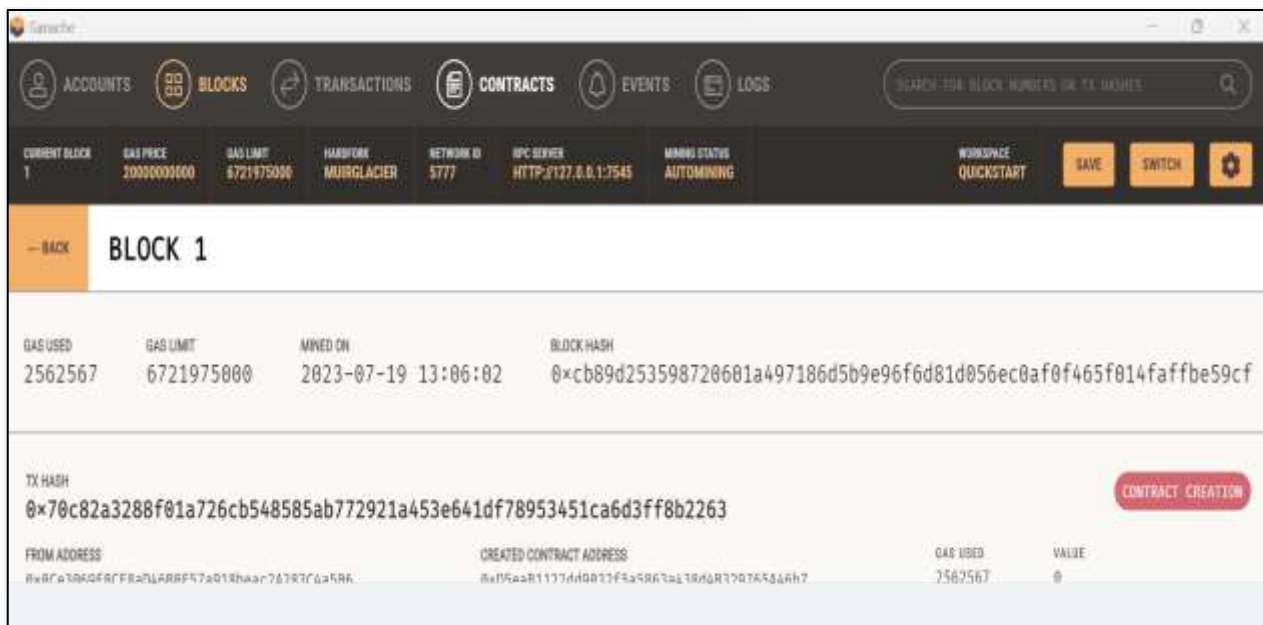 Ganache
ACCOUNTS BLOCKS TRANSACTIONS CONTRACTS EVENTS LOGS SEARCH FOR BLOCK NUMBERS OR TX HASHES
CURRENT BLOCK GAS PRICE GAS LIMIT HARDFORK NETWORK ID RPC SERVER MINING STATUS WORKSPACE
1 20000000000 6721975000 MUIRGLACIER 5777 HTTP://127.0.0.1:7545 AUTOMINING QUICKSTART SAVE SWITCH
← BACK BLOCK 1
GAS USED GAS LIMIT MINED ON BLOCK HASH
2562567 6721975000 2023-07-19 13:06:02 0×cb89d253598720601a497186d5b9e96f6d81d056ec0af0f465f014faffbe59cf
TX HASH
0×70c82a3288f01a726cb548585ab772921a453e641df78953451ca6d3ff8b2263 CONTRACT CREATION
FROM ADDRESS CREATED CONTRACT ADDRESS GAS USED VALUE
2562567 0